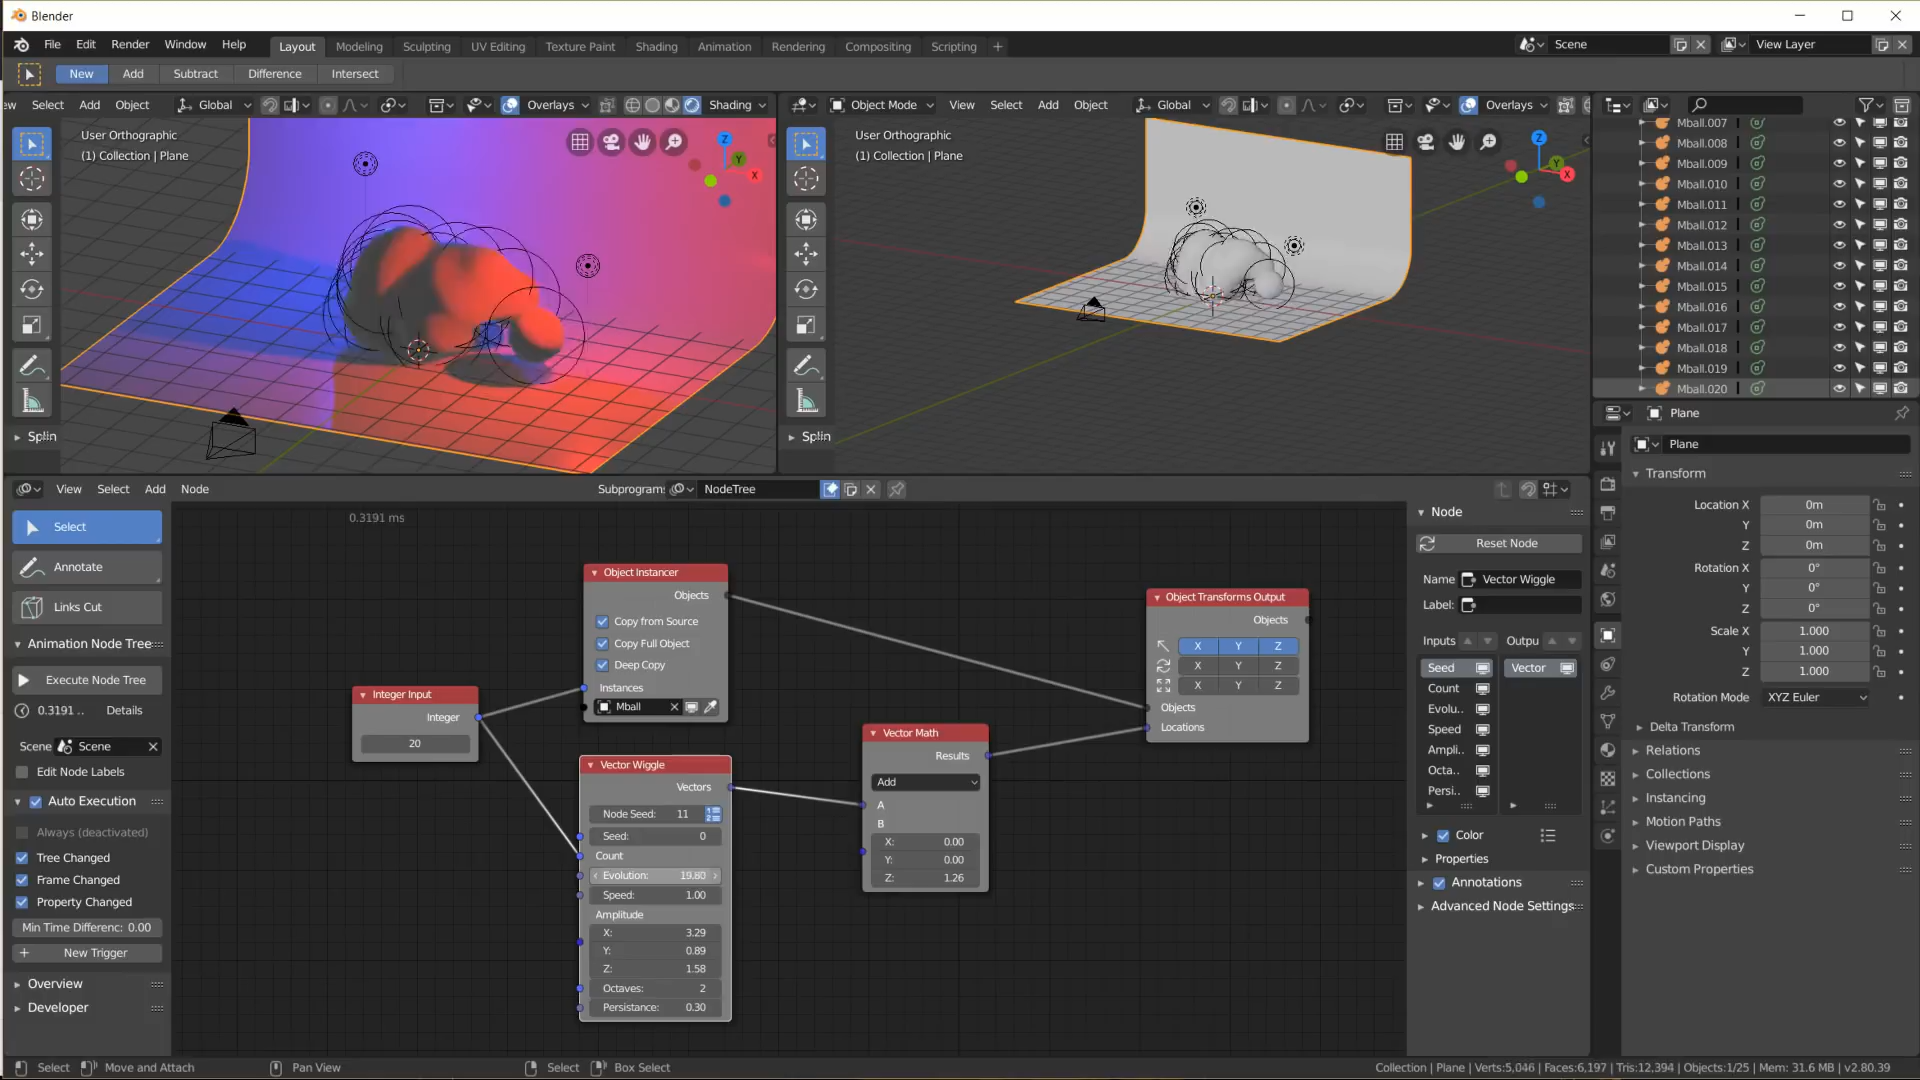 Blender
File Edit Render Window Help Layout Modeling Sculpting UV Editing Texture Paint Shading Animation Rendering Compositing Scripting + Scene View Layer
New Add Subtract Difference Intersect
ew Select Add Object Global Overlays Shading
Object Mode View Select Add Object Global Overlays
User Orthographic
(1) Collection | Plane
Z
Y
X
Splin
User Orthographic
(1) Collection | Plane
Z
Y
X
Splin
Mball.007
Mball.008
Mball.009
Mball.010
Mball.011
Mball.012
Mball.013
Mball.014
Mball.015
Mball.016
Mball.017
Mball.018
Mball.019
Mball.020
Plane
Plane
Transform
Location X 0m
Y 0m
Z 0m
Rotation X 0°
Y 0°
Z 0°
Scale X 1.000
Y 1.000
Z 1.000
Rotation Mode XYZ Euler
Delta Transform
Relations
Collections
Instancing
Motion Paths
Viewport Display
Custom Properties
View Select Add Node Subprogram: NodeTree
Select
Annotate
Links Cut
Animation Node Tree
Execute Node Tree
0.3191 .. Details
Scene Scene
Edit Node Labels
Auto Execution
Always (deactivated)
Tree Changed
Frame Changed
Property Changed
Min Time Differenc: 0.00
New Trigger
Overview
Developer
0.3191 ms
Integer Input
Integer
20
Object Instancer
Objects
Copy from Source
Copy Full Object
Deep Copy
Instances
Mball
Vector Wiggle
Vectors
Node Seed: 11
Seed: 0
Count
Evolution: 19.80
Speed: 1.00
Amplitude
X: 3.29
Y: 0.89
Z: 1.58
Octaves: 2
Persistance: 0.30
Vector Math
Results
Add
A
B
X: 0.00
Y: 0.00
Z: 1.26
Object Transforms Output
Objects
X Y Z
X Y Z
X Y Z
Objects
Locations
Node
Reset Node
Name Vector Wiggle
Label:
Inputs Outpu
Seed Vector
Count
Evolu..
Speed
Ampli..
Octa..
Persi..
Color
Properties
Annotations
Advanced Node Settings
Select Move and Attach Pan View Select Box Select Collection | Plane | Verts:5,046 | Faces:6,197 | Tris:12,394 | Objects:1/25 | Mem: 31.6 MB | v2.80.39